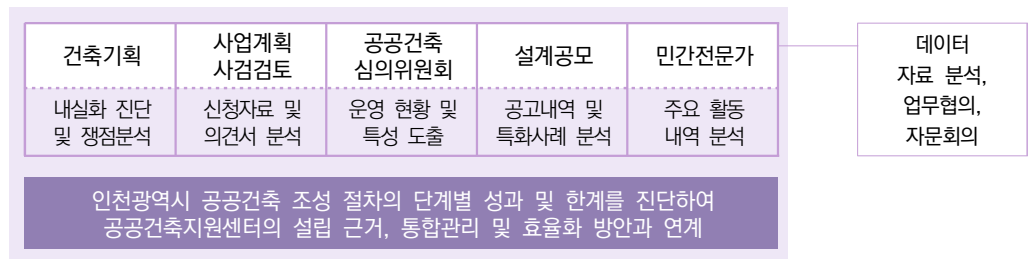 건축기획
사업계획
사검검토
공공건축
심의위원회
설계공모
민간전문가
내실화 진단
및 쟁점분석
신청자료 및
의견서 분석
운영 현황 및
특성 도출
공고내역 및
특화사례 분석
주요 활동
내역 분석
데이터
자료 분석,
업무협의,
자문회의
인천광역시 공공건축 조성 절차의 단계별 성과 및 한계를 진단하여
공공건축지원센터의 설립 근거, 통합관리 및 효율화 방안과 연계